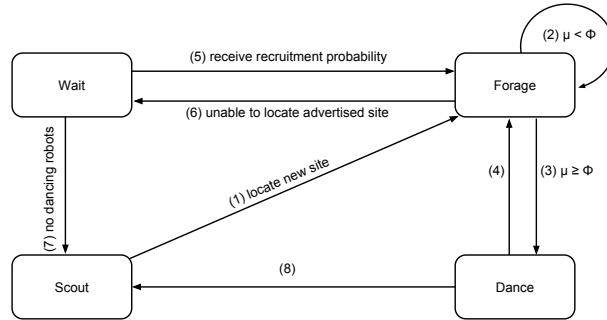 (2) μ < Φ
(5) receive recruitment probability
Wait
Forage
(6) unable to locate advertised site
(7) no dancing robots
(1) locate new site
(4)
(3) μ ≥ Φ
(8)
Scout
Dance